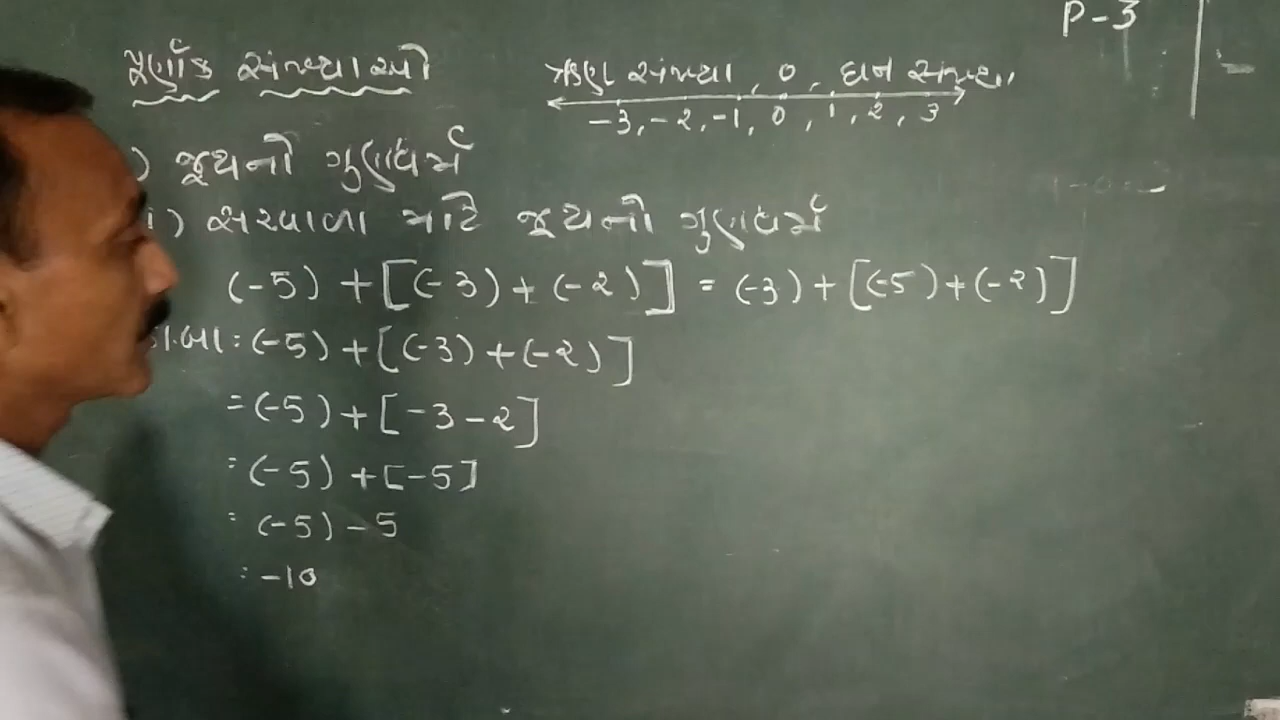 P-3
પૂર્ણાંક સંખ્યાઓ
ઋણ સંખ્યા, 0, ઘન સંખ્યા
-3, -2, -1, 0, 1, 2, 3
) જૂથનો ગુણધર્મ
i) સરવાળા માટે જૂથનો ગુણધર્મ
(-5) + [(-3) + (-2)] = (-3) + [(-5) + (-2)]
.બા: (-5) + [(-3) + (-2)]
= (-5) + [-3 - 2]
= (-5) + [-5]
= (-5) - 5
= -10